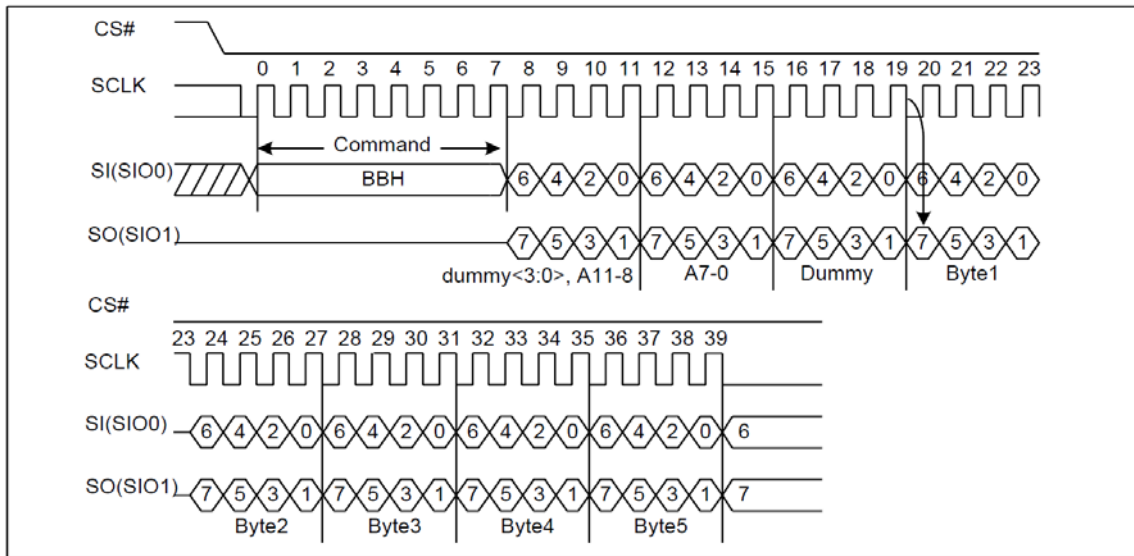 CS#
0 1 2 3 4 5 6 7 8 9 10 11 12 13 14 15 16 17 18 19 20 21 22 23
SCLK
Command
SI(SIO0) BBH 6 4 2 0 6 4 2 0 6 4 2 0 6 4 2 0
SO(SIO1) 7 5 3 1 7 5 3 1 7 5 3 1 7 5 3 1
dummy<3:0>, A11-8 A7-0 Dummy Byte1
CS#
23 24 25 26 27 28 29 30 31 32 33 34 35 36 37 38 39
SCLK
SI(SIO0) 6 4 2 0 6 4 2 0 6 4 2 0 6 4 2 0 6
SO(SIO1) 7 5 3 1 7 5 3 1 7 5 3 1 7 5 3 1 7
Byte2 Byte3 Byte4 Byte5